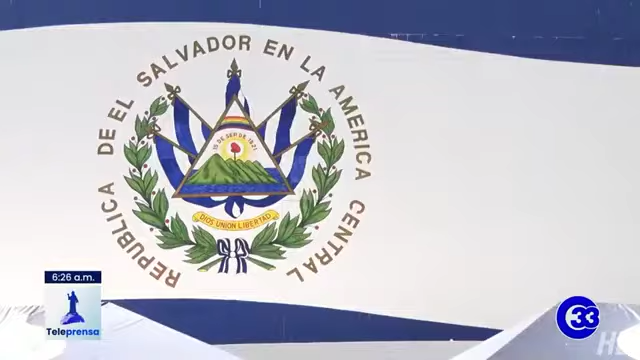 REPUBLICA DE EL SALVADOR EN LA AMERICA CENTRAL
15 DE SEP DE 1821
DIOS UNION LIBERTAD
6:26 a.m.
Teleprensa
33
H